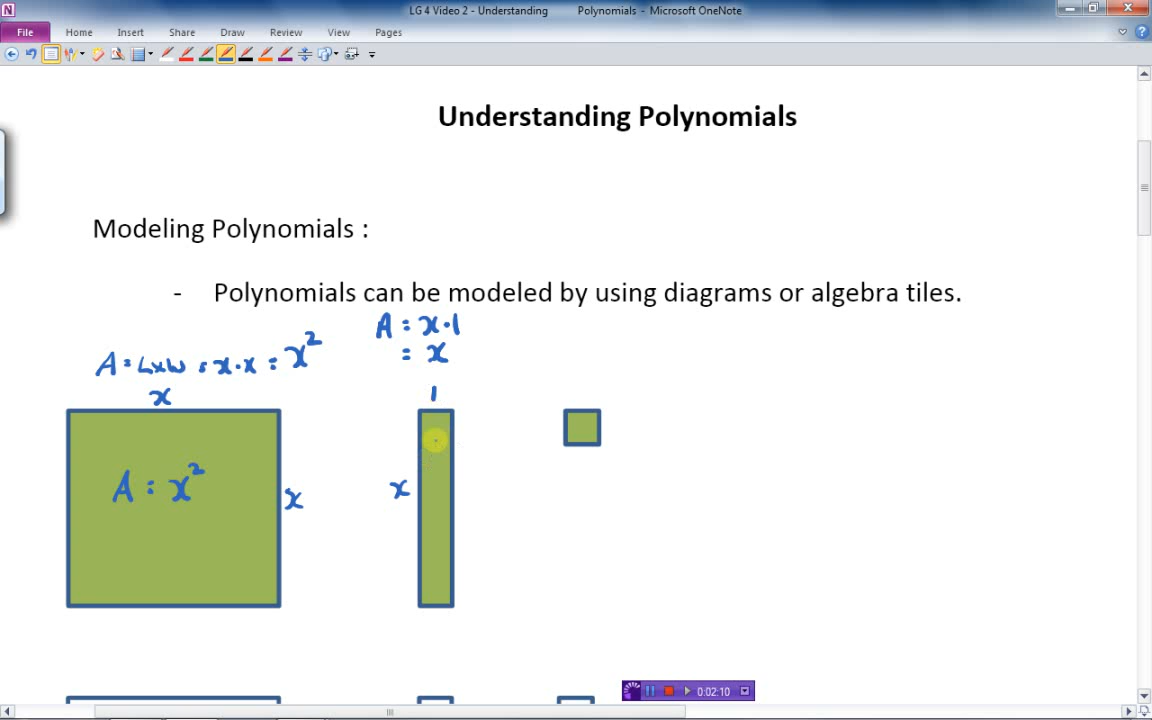 LG 4 Video 2 - Understanding Polynomials - Microsoft OneNote
File Home Insert Share Draw Review View Pages
Understanding Polynomials
Modeling Polynomials :
- Polynomials can be modeled by using diagrams or algebra tiles.
A = x·1
= x
A = L×W = x·x = x²
x
1
A = x²
x
x
0:02:10